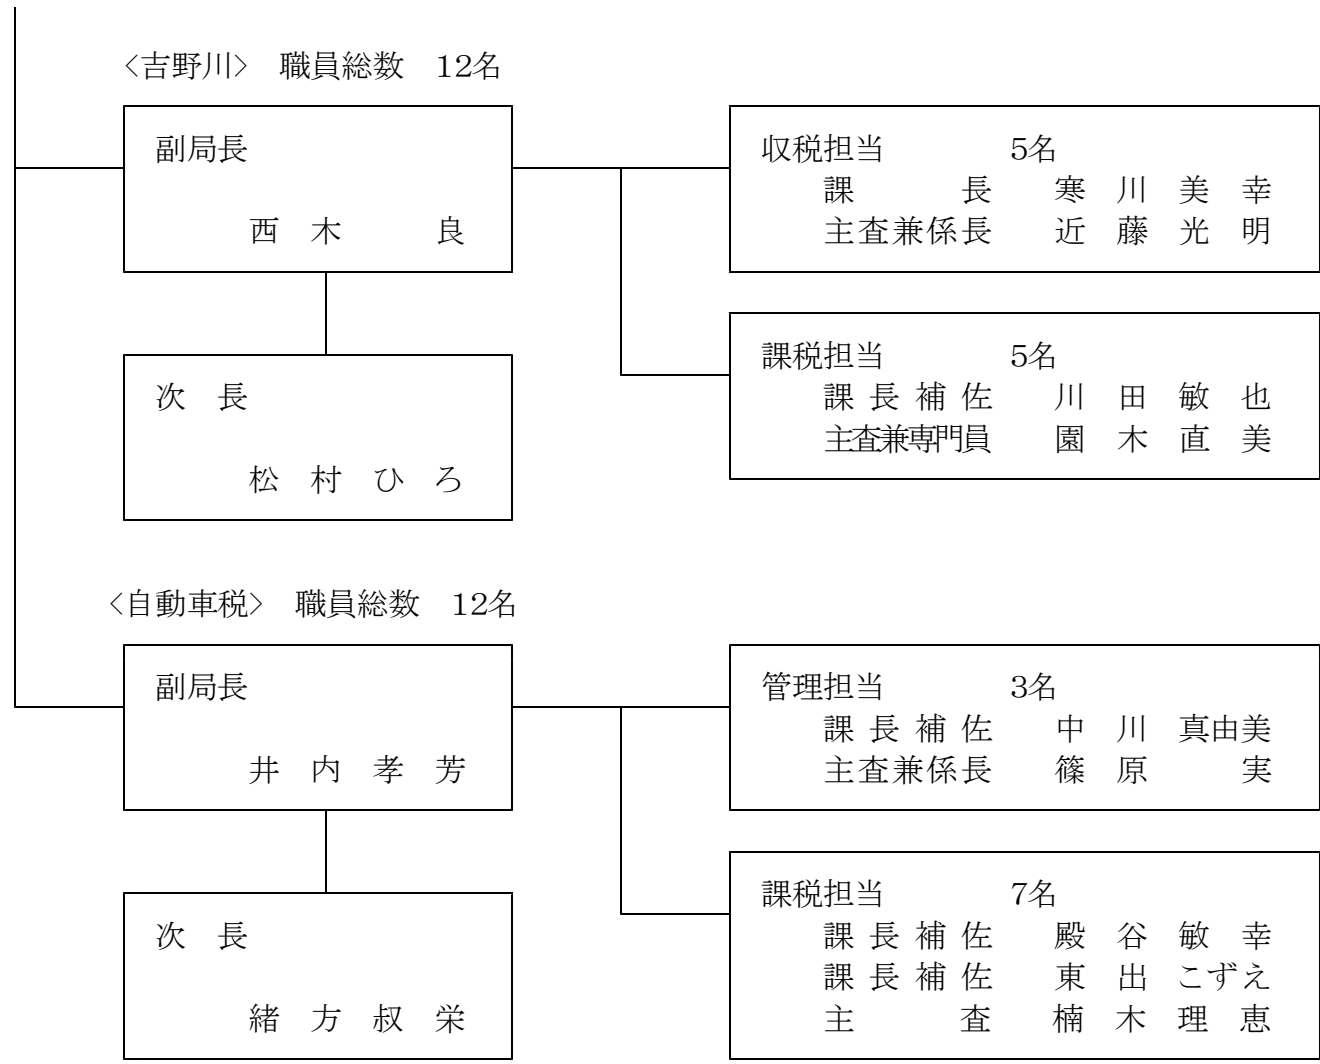 <吉野川>　職員総数　12名
副局長
西　木　　　良
次　長
松　村　ひ　ろ
収税担当　　　　5名
課　　　　長　　寒　川　美　幸
主査兼係長　　近　藤　光　明
課税担当　　　　5名
課 長 補 佐　　川　田　敏　也
主査兼専門員　　園　木　直　美
<自動車税>　職員総数　12名
副局長
井　内　孝　芳
次　長
緒　方　叔　栄
管理担当　　　　3名
課 長 補 佐　　中　川　真由美
主査兼係長　　篠　原　　　実
課税担当　　　　7名
課 長 補 佐　　殿　谷　敏　幸
課 長 補 佐　　東　出　こずえ
主　　　　査　　楠　木　理　恵